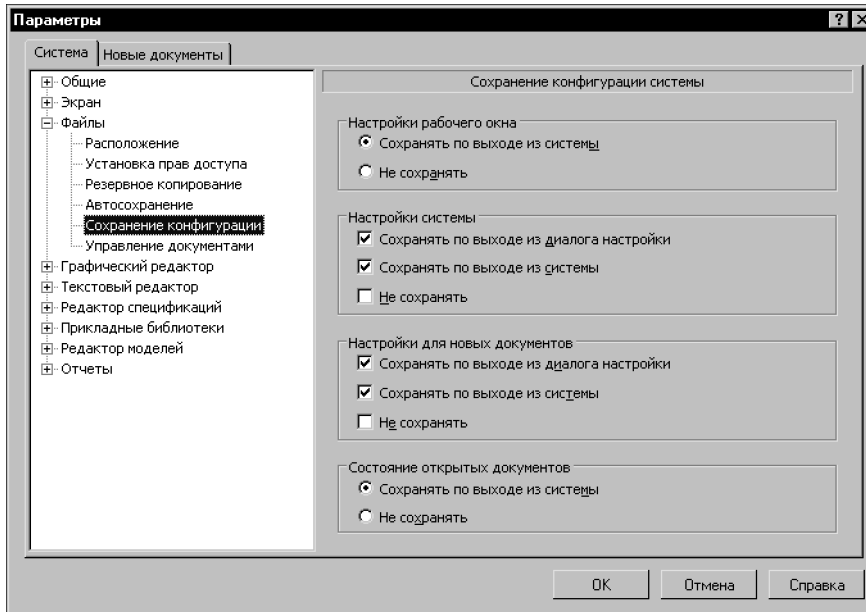 Параметры
Система
Новые документы
Общие
Экран
Файлы
Расположение
Установка прав доступа
Резервное копирование
Автосохранение
Сохранение конфигурации
Управление документами
Графический редактор
Текстовый редактор
Редактор спецификаций
Прикладные библиотеки
Редактор моделей
Отчеты
Сохранение конфигурации системы
Настройки рабочего окна
Сохранять по выходе из системы
Не сохранять
Настройки системы
Сохранять по выходе из диалога настройки
Сохранять по выходе из системы
Не сохранять
Настройки для новых документов
Сохранять по выходе из диалога настройки
Сохранять по выходе из системы
Не сохранять
Состояние открытых документов
Сохранять по выходе из системы
Не сохранять
OK
Отмена
Справка